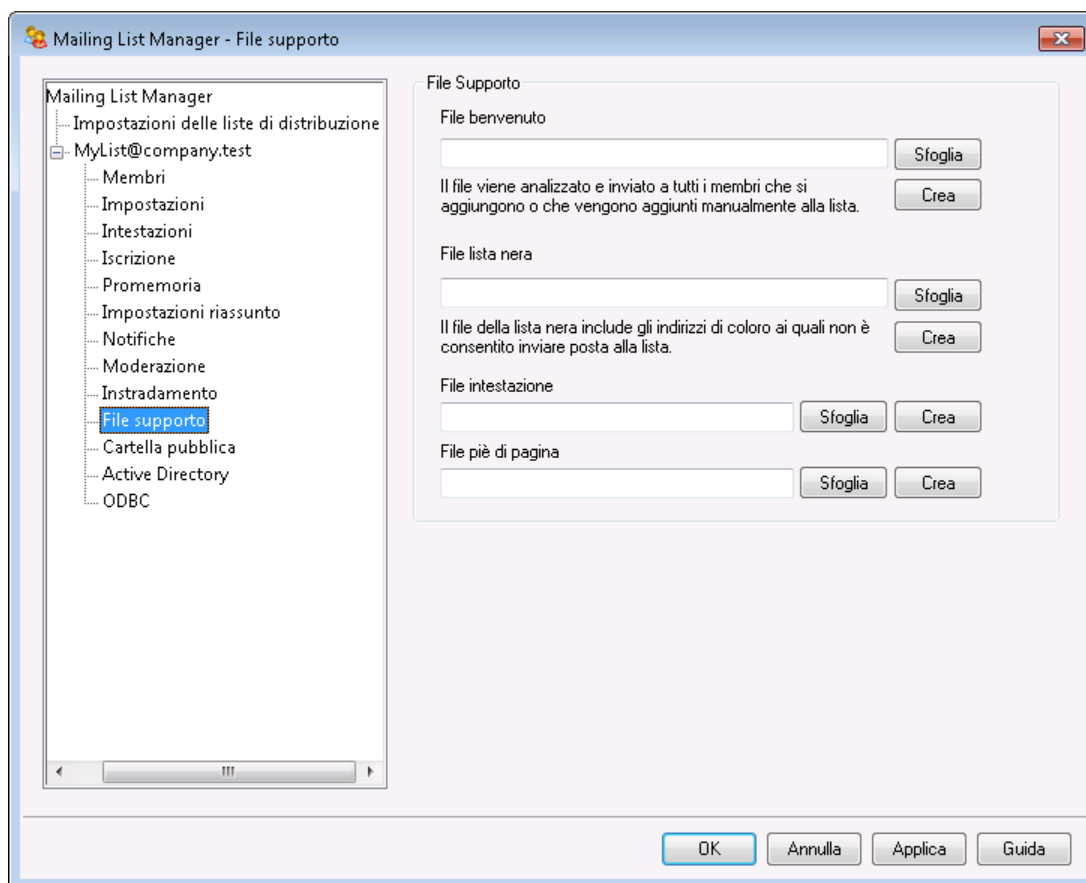 Mailing List Manager - File supporto
Mailing List Manager
Impostazioni delle liste di distribuzione
MyList@company.test
Membri
Impostazioni
Intestazioni
Iscrizione
Promemoria
Impostazioni riassunto
Notifiche
Moderazione
Instradamento
File supporto
Cartella pubblica
Active Directory
ODBC
File Supporto
File benvenuto
Sfoglia
Il file viene analizzato e inviato a tutti i membri che si
aggiungono o che vengono aggiunti manualmente alla lista.
Crea
File lista nera
Sfoglia
Il file della lista nera include gli indirizzi di coloro ai quali non è
consentito inviare posta alla lista.
Crea
File intestazione
Sfoglia Crea
File piè di pagina
Sfoglia Crea
OK Annulla Applica Guida